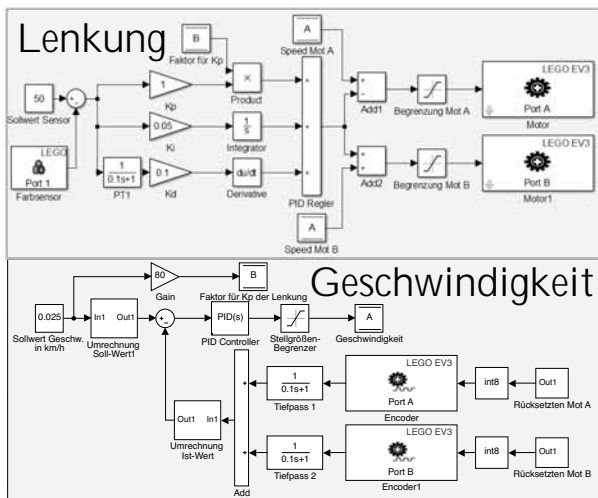 Lenkung
B
Faktor für Kp
A
Speed Mot A
50
Sollwert Sensor
+
-
1
Kp
×
Product
+
+
+
+
-
Add1
Begrenzung Mot A
LEGO EV3
Port A
Motor
LEGO
Port 1
Farbsensor
0.05
Ki
1
s
Integrator
1
0.1s+1
PT1
0.1
Kd
du/dt
Derivative
PID Regler
A
Speed Mot B
+
+
Add2
Begrenzung Mot B
LEGO EV3
Port B
Motor1
Geschwindigkeit
80
Gain
B
Faktor für Kp der Lenkung
0.025
Sollwert Geschw.
in km/h
In1 Out1
Umrechnung
Soll-Wert1
+
-
PID(s)
PID Controller
Stellgrößen-
Begrenzer
A
Geschwindigkeit
Out1 In1
Umrechnung
Ist-Wert
+
+
Add
1
0.1s+1
Tiefpass 1
LEGO EV3
Port A
Encoder
int8
Out1
Rücksetzten Mot A
1
0.1s+1
Tiefpass 2
LEGO EV3
Port B
Encoder1
int8
Out1
Rücksetzten Mot B